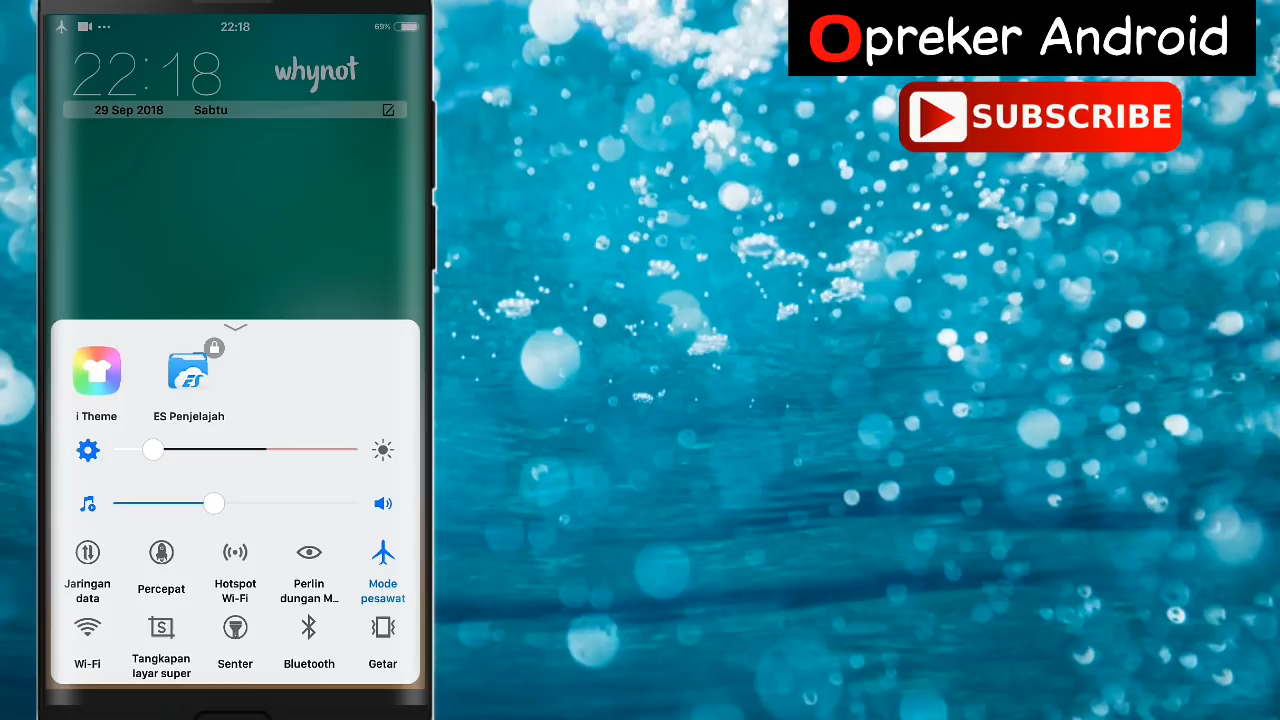 22:18
69%
22:18
whynot
29 Sep 2018 Sabtu
Opreker Android
SUBSCRIBE
i Theme
ES Penjelajah
Jaringan data
Percepat
Hotspot Wi-Fi
Perlin dungan M...
Mode pesawat
Wi-Fi
Tangkapan layar super
Senter
Bluetooth
Getar